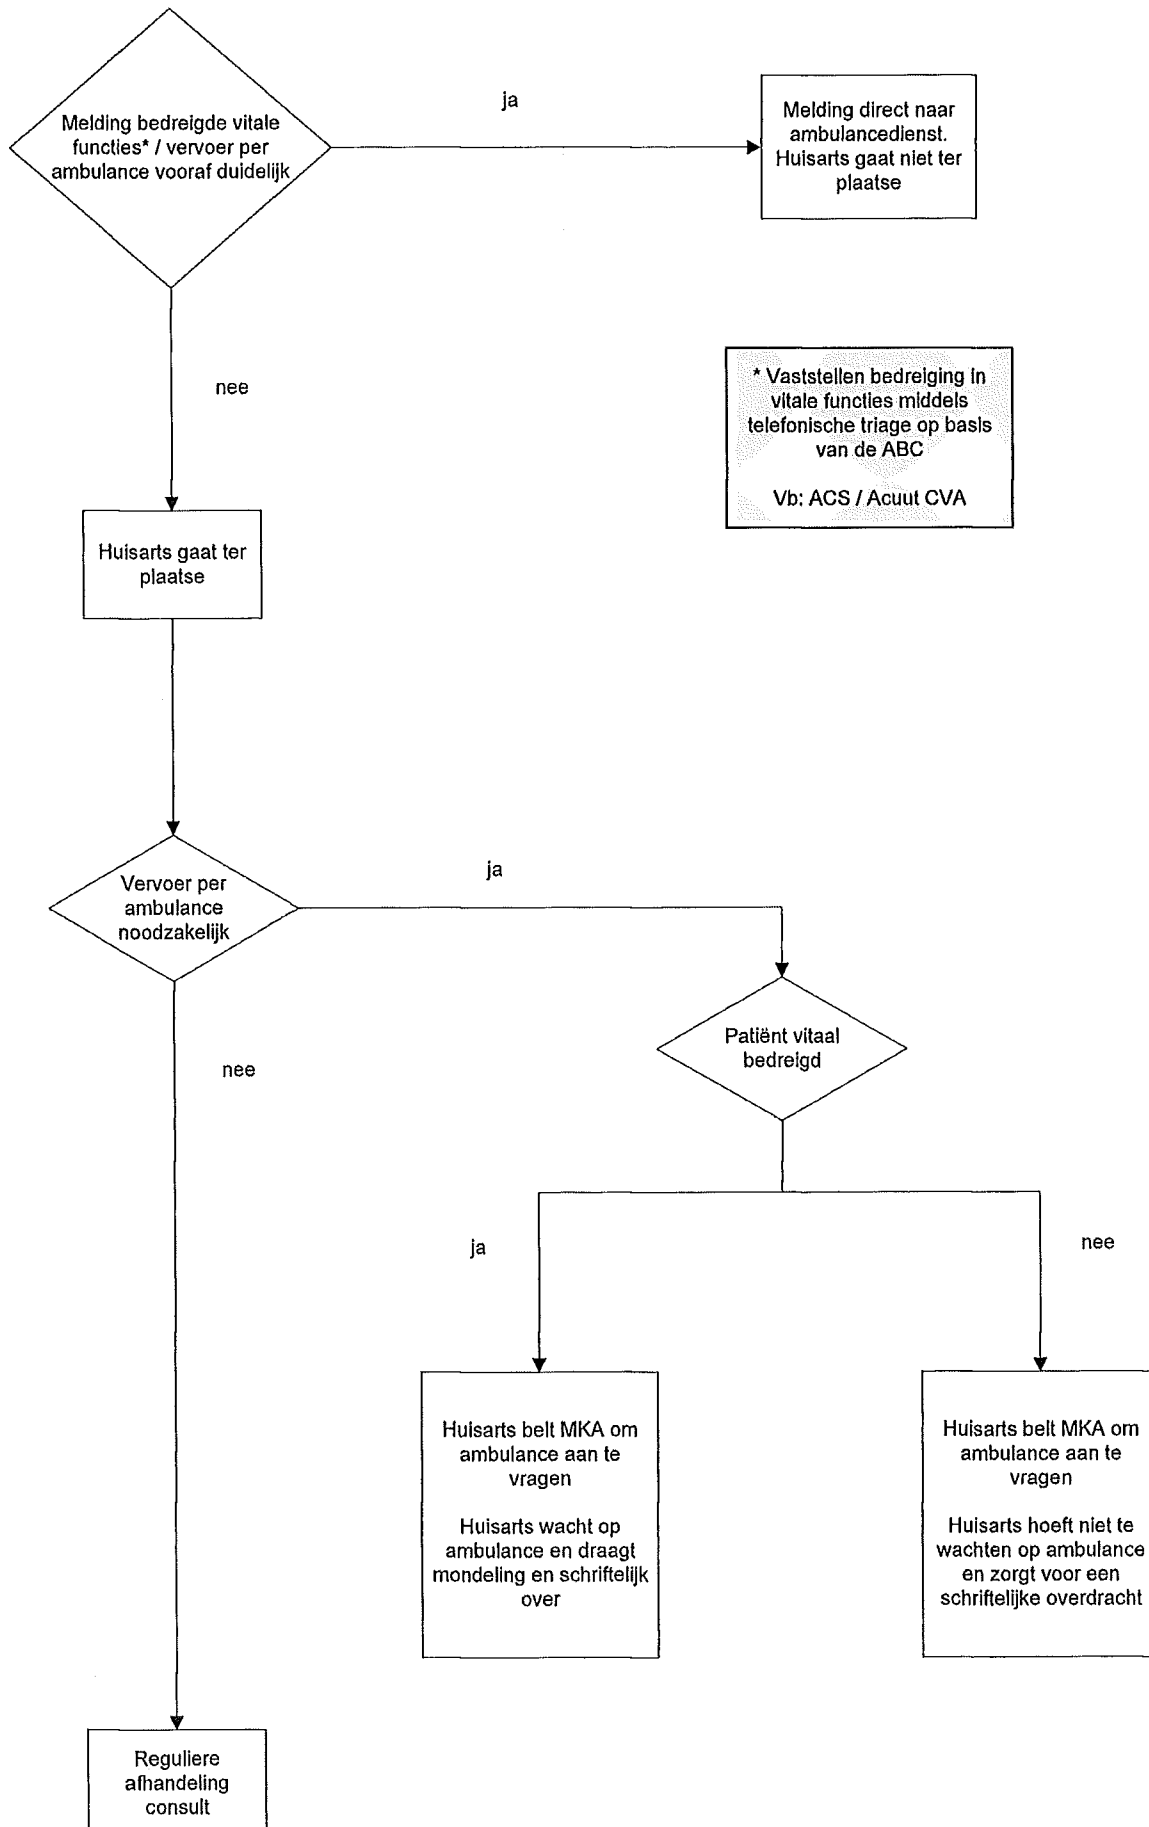 Melding bedreigde vitale
functies* / vervoer per
ambulance vooraf duidelijk
ja
Melding direct naar
ambulancedienst.
Huisarts gaat niet ter
plaatse
nee
* Vaststellen bedreiging in
vitale functies middels
telefonische triage op basis
van de ABC
Vb: ACS / Acuut CVA
Huisarts gaat ter
plaatse
Vervoer per
ambulance
noodzakelijk
ja
nee
Patiënt vitaal
bedreigd
ja
nee
Huisarts belt MKA om
ambulance aan te
vragen
Huisarts wacht op
ambulance en draagt
mondeling en schriftelijk
over
Huisarts belt MKA om
ambulance aan te
vragen
Huisarts hoeft niet te
wachten op ambulance
en zorgt voor een
schriftelijke overdracht
Reguliere
afhandeling
consult